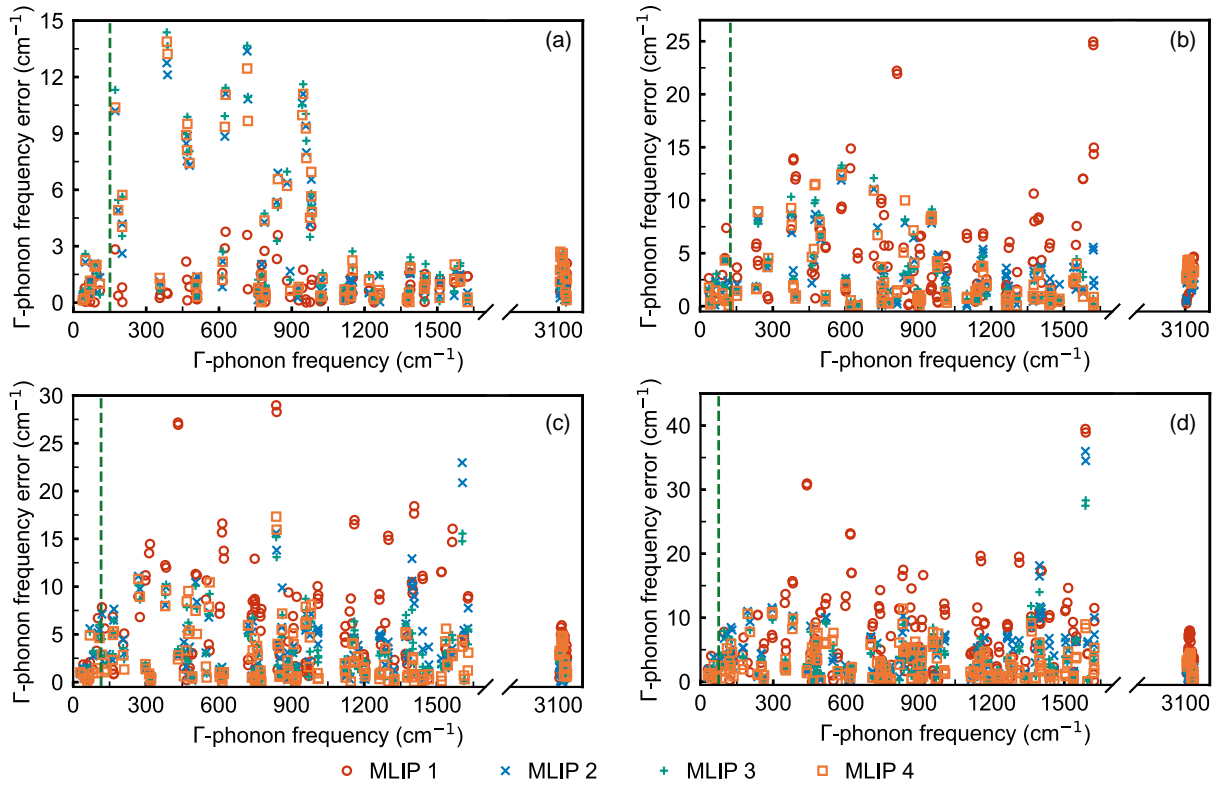 (a)
Γ-phonon frequency error (cm⁻¹)
15
12
9
6
3
0
0 300 600 900 1200 1500 3100
Γ-phonon frequency (cm⁻¹)
(b)
Γ-phonon frequency error (cm⁻¹)
25
20
15
10
5
0
0 300 600 900 1200 1500 3100
Γ-phonon frequency (cm⁻¹)
(c)
Γ-phonon frequency error (cm⁻¹)
30
25
20
15
10
5
0
0 300 600 900 1200 1500 3100
Γ-phonon frequency (cm⁻¹)
(d)
Γ-phonon frequency error (cm⁻¹)
40
30
20
10
0
0 300 600 900 1200 1500 3100
Γ-phonon frequency (cm⁻¹)
MLIP 1 MLIP 2 MLIP 3 MLIP 4